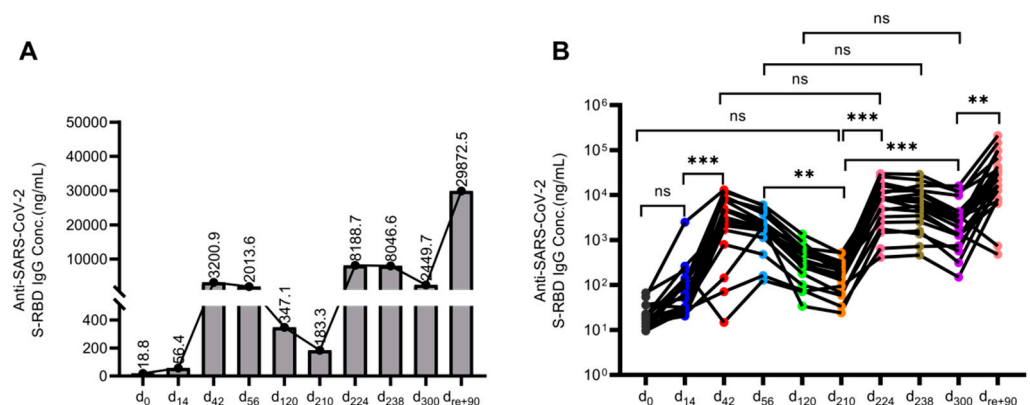 A
B
Anti-SARS-CoV-2
S-RBD IgG Conc.(ng/mL)
50000
40000
30000
20000
10000
400
200
0
18.8
56.4
3200.9
2013.6
347.1
183.3
8188.7
8046.6
2449.7
29872.5
d0 d14 d42 d56 d120 d210 d224 d238 d300 dre+90
Anti-SARS-CoV-2
S-RBD IgG Conc.(ng/mL)
10⁶
10⁵
10⁴
10³
10²
10¹
10⁰
ns
ns
ns
ns
***
**
ns
***
**
***
d0 d14 d42 d56 d120 d210 d224 d238 d300 dre+90